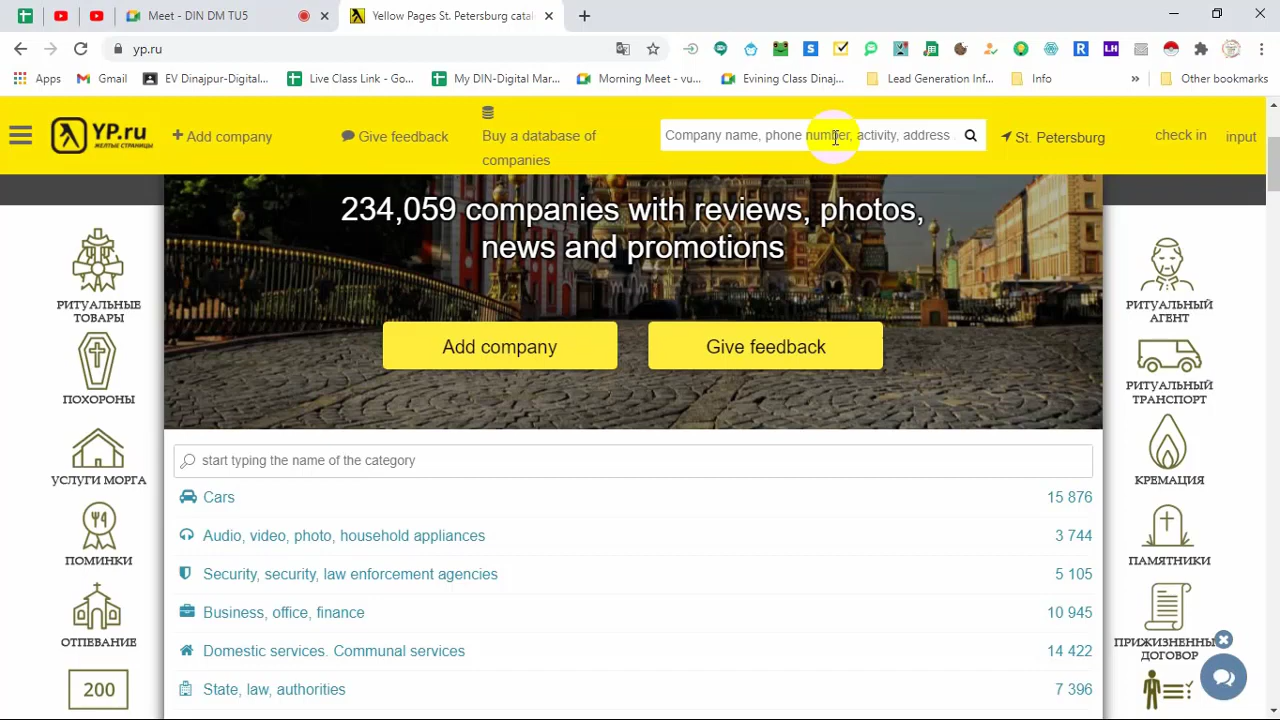 Meet - DIN DM TU5
Yellow Pages St. Petersburg cata
yp.ru
Apps
Gmail
EV Dinajpur-Digital...
Live Class Link - Go...
My DIN-Digital Mar...
Morning Meet - vu...
Evining Class Dinaj...
Lead Generation Inf...
Info
Other bookmarks
YP.ru
ЖЕЛТЫЕ СТРАНИЦЫ
Add company
Give feedback
Buy a database of
companies
Company name, phone number, activity, address
St. Petersburg
check in
input
234,059 companies with reviews, photos,
news and promotions
Add company
Give feedback
start typing the name of the category
Cars 15 876
Audio, video, photo, household appliances 3 744
Security, security, law enforcement agencies 5 105
Business, office, finance 10 945
Domestic services. Communal services 14 422
State, law, authorities 7 396
РИТУАЛЬНЫЕ
ТОВАРЫ
ПОХОРОНЫ
УСЛУГИ МОРГА
ПОМИНКИ
ОТПЕВАНИЕ
200
РИТУАЛЬНЫЙ
АГЕНТ
РИТУАЛЬНЫЙ
ТРАНСПОРТ
КРЕМАЦИЯ
ПАМЯТНИКИ
ПРИЖИЗНЕННЫ
ДОГОВОР